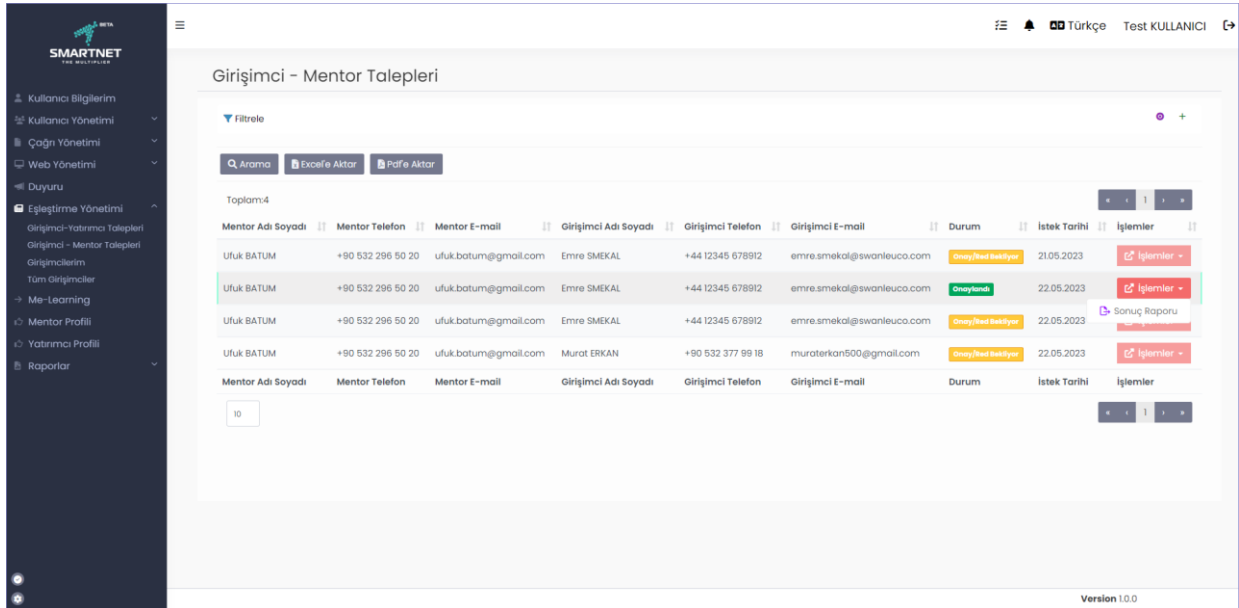 BETA
SMARTNET
THE MULTIPLIER
Kullanıcı Bilgilerim
Kullanıcı Yönetimi
Çağrı Yönetimi
Web Yönetimi
Duyuru
Eşleştirme Yönetimi
Girişimci-Yatırımcı Talepleri
Girişimci - Mentor Talepleri
Girişimcilerim
Tüm Girişimciler
Me-Learning
Mentor Profili
Yatırımcı Profili
Raporlar
Türkçe Test KULLANICI
Girişimci - Mentor Talepleri
Filtrele
Arama Excel'e Aktar Pdf'e Aktar
Toplam:4 « ‹ 1 › »
Mentor Adı Soyadı Mentor Telefon Mentor E-mail Girişimci Adı Soyadı Girişimci Telefon Girişimci E-mail Durum İstek Tarihi İşlemler
Ufuk BATUM +90 532 296 50 20 ufuk.batum@gmail.com Emre SMEKAL +44 12345 678912 emre.smekal@swanleuco.com Onay/Red Bekliyor 21.05.2023 İşlemler
Ufuk BATUM +90 532 296 50 20 ufuk.batum@gmail.com Emre SMEKAL +44 12345 678912 emre.smekal@swanleuco.com Onaylandı 22.05.2023 İşlemler
Sonuç Raporu
Ufuk BATUM +90 532 296 50 20 ufuk.batum@gmail.com Emre SMEKAL +44 12345 678912 emre.smekal@swanleuco.com Onay/Red Bekliyor 22.05.2023
Ufuk BATUM +90 532 296 50 20 ufuk.batum@gmail.com Murat ERKAN +90 532 377 99 18 muraterkan500@gmail.com Onay/Red Bekliyor 22.05.2023 İşlemler
Mentor Adı Soyadı Mentor Telefon Mentor E-mail Girişimci Adı Soyadı Girişimci Telefon Girişimci E-mail Durum İstek Tarihi İşlemler
10 « ‹ 1 › »
Version 1.0.0